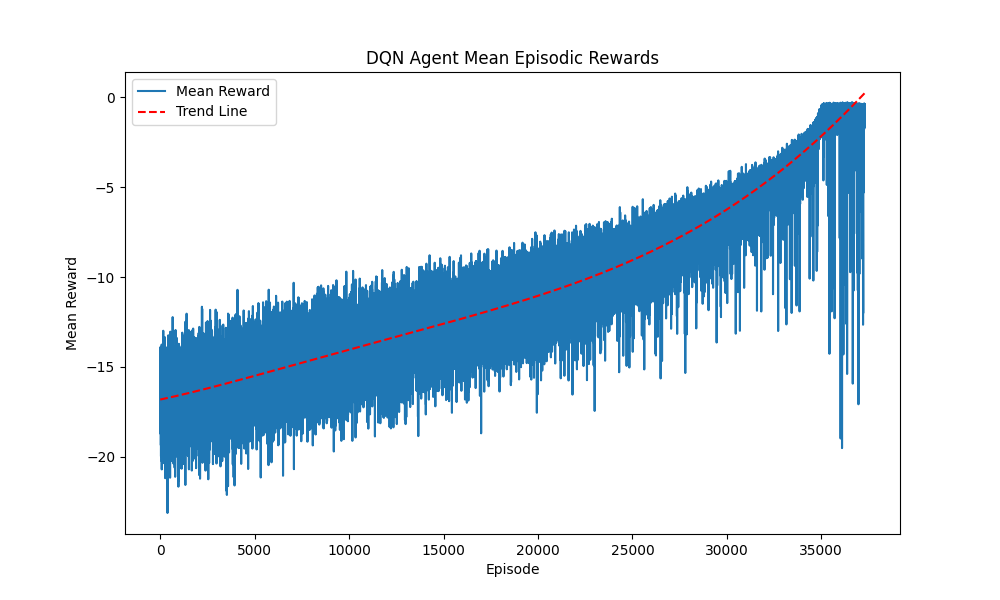 DQN Agent Mean Episodic Rewards
Mean Reward
Trend Line
0
−5
−10
−15
−20
Mean Reward
0
5000
10000
15000
20000
25000
30000
35000
Episode